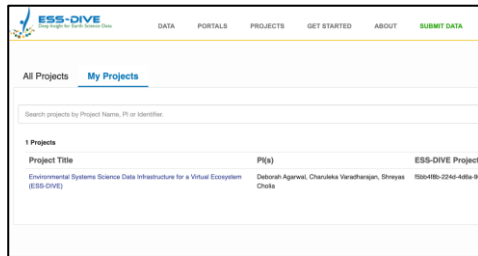 ESS-DIVE
Deep Insight for Earth Science Data
DATA PORTALS PROJECTS GET STARTED ABOUT SUBMIT DATA
All Projects My Projects
Search projects by Project Name, PI or Identifier.
1 Projects
Project Title PI(s) ESS-DIVE Project
Environmental Systems Science Data Infrastructure for a Virtual Ecosystem Deborah Agarwal, Charuleka Varadharajan, Shreyas f5bb4f8b-224d-4d6a-9
(ESS-DIVE) Cholia